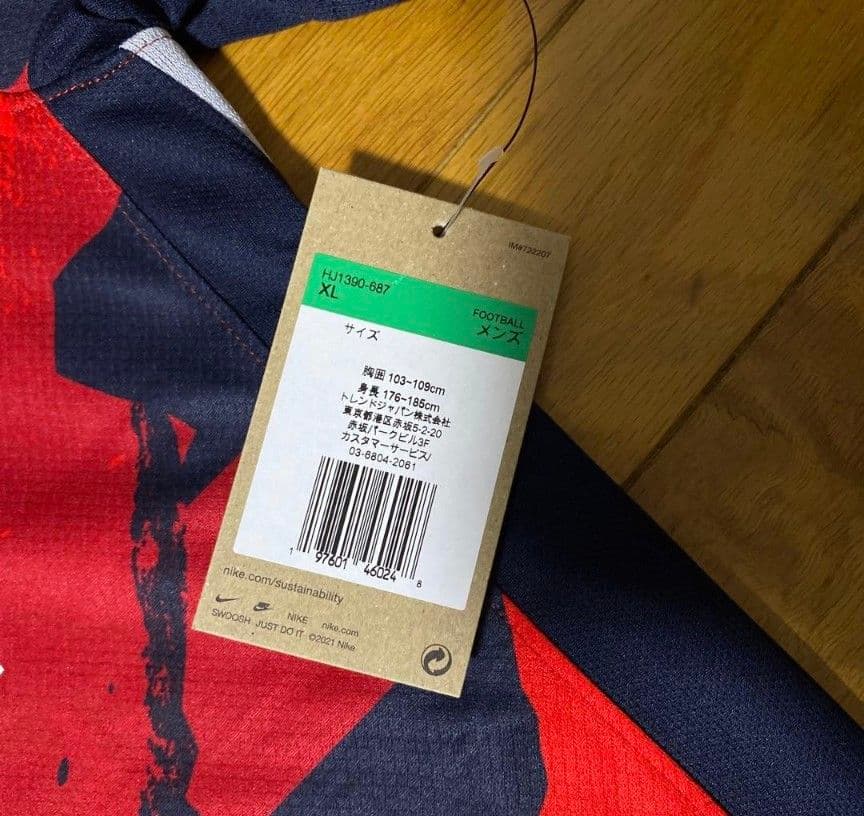 IM#732207
HJ1390-687
XL
FOOTBALL
メンズ
サイズ
胸囲 103-109cm
身長 176-185cm
トレンドジャパン株式会社
東京都港区赤坂5-2-20
赤坂パークビル3F
カスタマーサービス/
03-6804-2061
1 97601 46024 8
nike.com/sustainability
NIKE nike.com
SWOOSH JUST DO IT ©2021 Nike